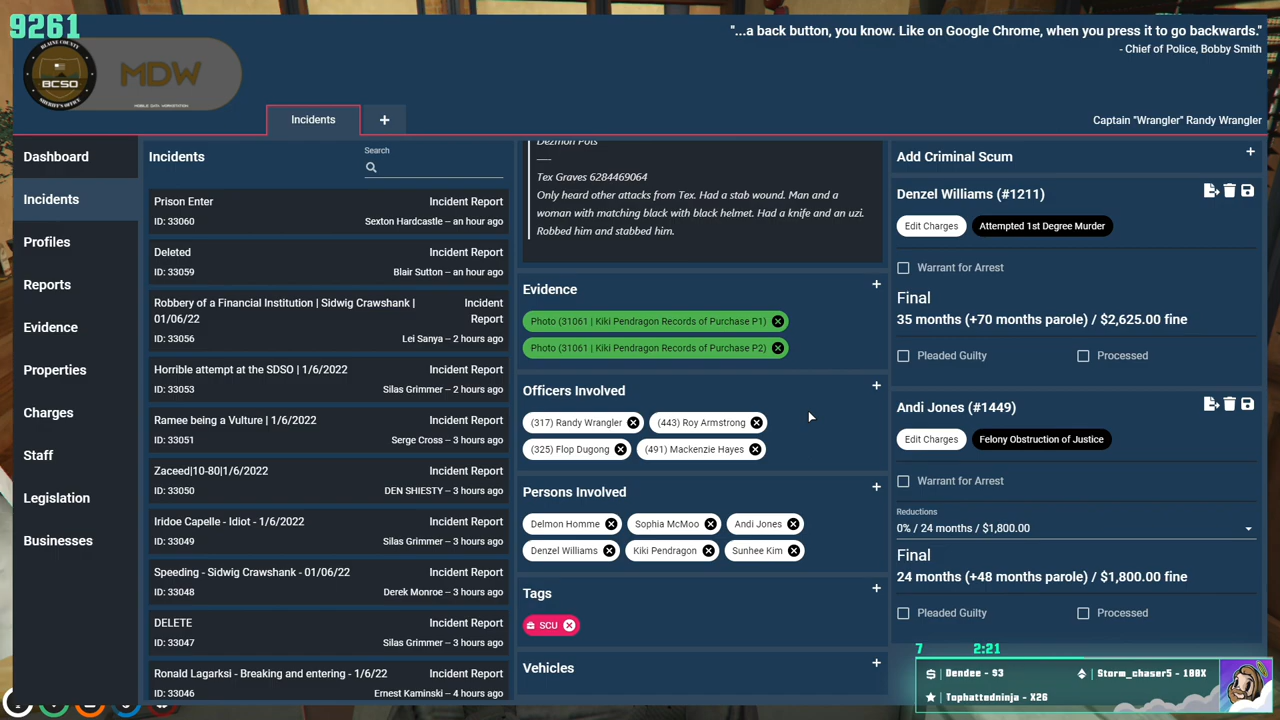 9261
"...a back button, you know. Like on Google Chrome, when you press it to go backwards."
- Chief of Police, Bobby Smith
BLAINE COUNTY
BCSO
SHERIFF'S OFFICE
MDW
MOBILE DATA WORKSTATION
Incidents
+
Captain "Wrangler" Randy Wrangler
Dashboard
Incidents
Profiles
Reports
Evidence
Properties
Charges
Staff
Legislation
Businesses
Incidents
Search
Prison Enter Incident Report
ID: 33060 Sexton Hardcastle – an hour ago
Deleted Incident Report
ID: 33059 Blair Sutton – an hour ago
Robbery of a Financial Institution | Sidwig Crawshank | Incident
01/06/22 Report
ID: 33056 Lei Sanya – 2 hours ago
Horrible attempt at the SDSO | 1/6/2022 Incident Report
ID: 33053 Silas Grimmer – 2 hours ago
Ramee being a Vulture | 1/6/2022 Incident Report
ID: 33051 Serge Cross – 3 hours ago
Zaceed|10-80|1/6/2022 Incident Report
ID: 33050 DEN SHIESTY – 3 hours ago
Iridoe Capelle - Idiot - 1/6/2022 Incident Report
ID: 33049 Silas Grimmer – 3 hours ago
Speeding - Sidwig Crawshank - 01/06/22 Incident Report
ID: 33048 Derek Monroe – 3 hours ago
DELETE Incident Report
ID: 33047 Silas Grimmer – 3 hours ago
Ronald Lagarksi - Breaking and entering - 1/6/22 Incident Report
ID: 33046 Ernest Kaminski – 4 hours ago
Dezmon Pols
----
Tex Graves 6284469064
Only heard other attacks from Tex. Had a stab wound. Man and a
woman with matching black with black helmet. Had a knife and an uzi.
Robbed him and stabbed him.
Evidence +
Photo (31061 | Kiki Pendragon Records of Purchase P1)
Photo (31061 | Kiki Pendragon Records of Purchase P2)
Officers Involved +
(317) Randy Wrangler (443) Roy Armstrong
(325) Flop Dugong (491) Mackenzie Hayes
Persons Involved +
Delmon Homme Sophia McMoo Andi Jones
Denzel Williams Kiki Pendragon Sunhee Kim
Tags +
SCU
Vehicles +
Add Criminal Scum +
Denzel Williams (#1211)
Edit Charges Attempted 1st Degree Murder
Warrant for Arrest
Final
35 months (+70 months parole) / $2,625.00 fine
Pleaded Guilty Processed
Andi Jones (#1449)
Edit Charges Felony Obstruction of Justice
Warrant for Arrest
Reductions
0% / 24 months / $1,800.00
Final
24 months (+48 months parole) / $1,800.00 fine
Pleaded Guilty Processed
7 2:21
Dendee - $3 Storm_chaser5 - 100X
Tophattedninja - X26